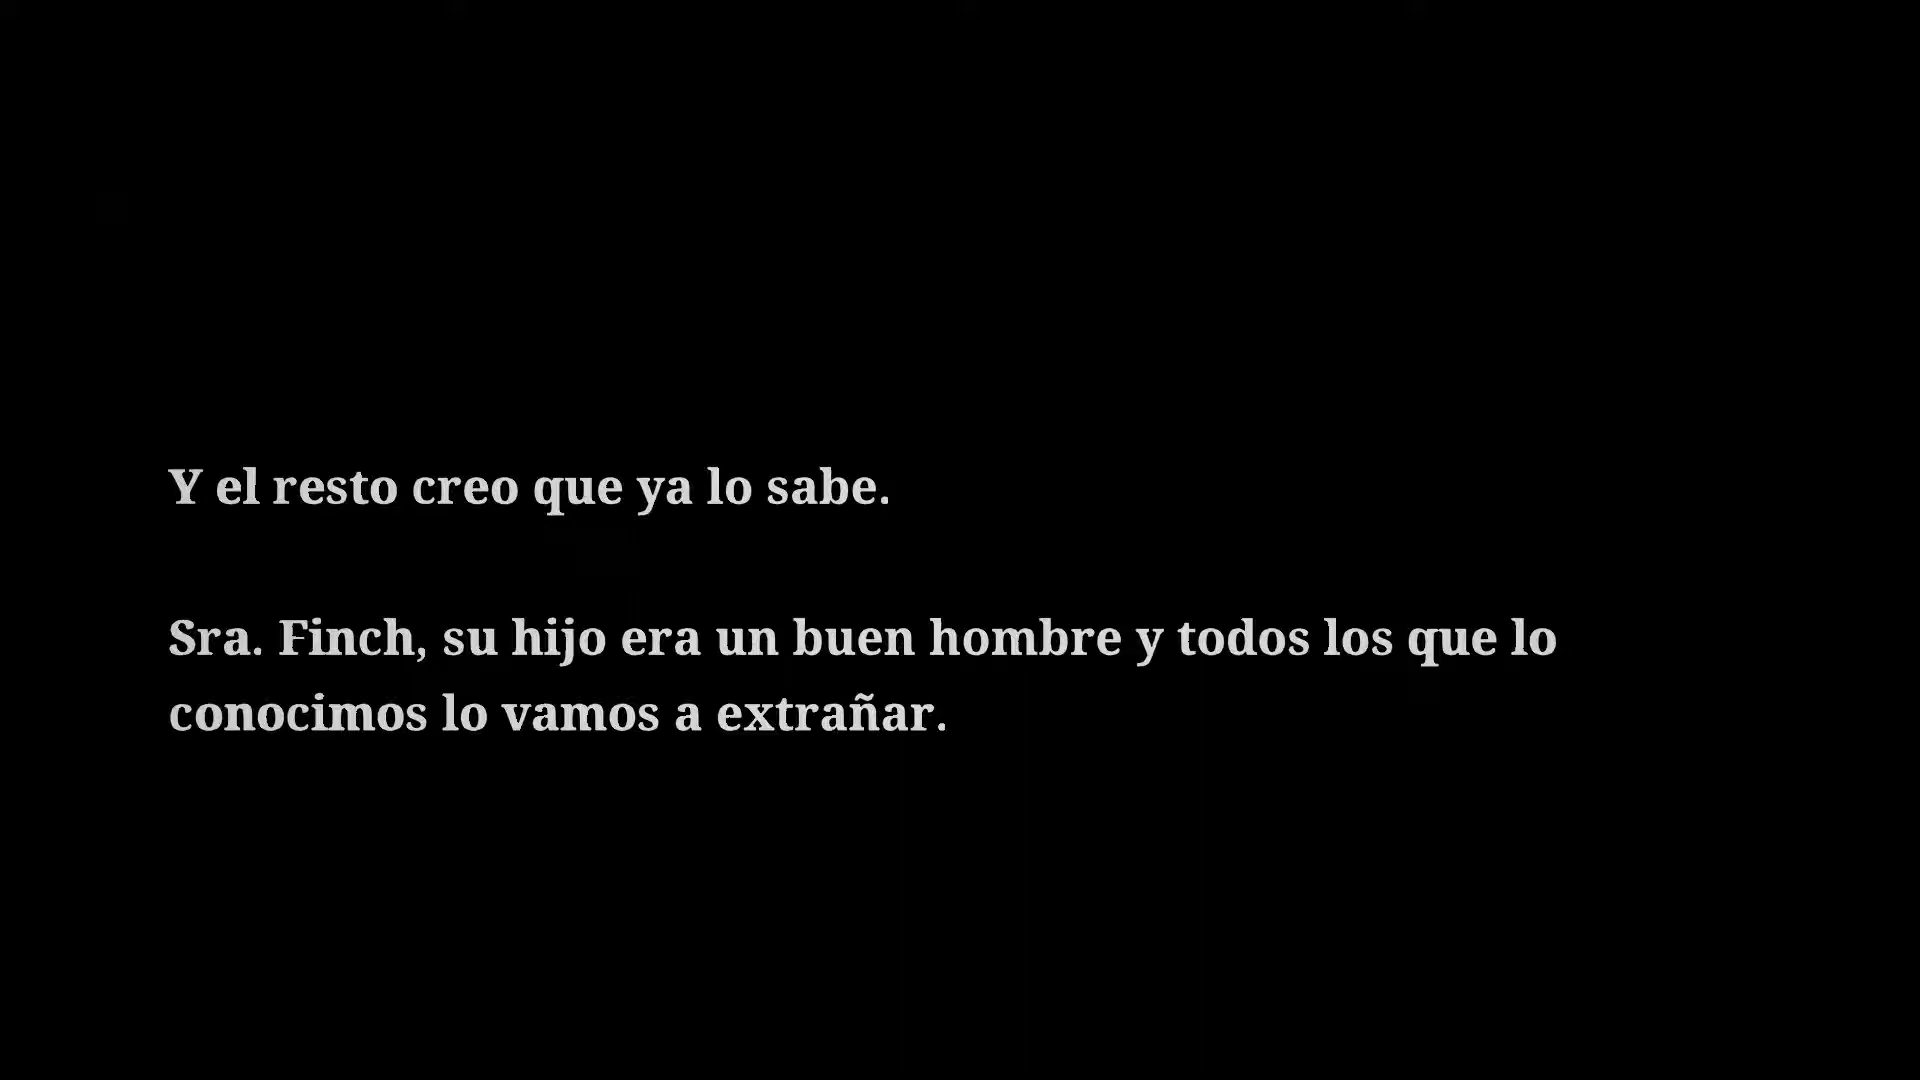 Y el resto creo que ya lo sabe.
Sra. Finch, su hijo era un buen hombre y todos los que lo
conocimos lo vamos a extrañar.